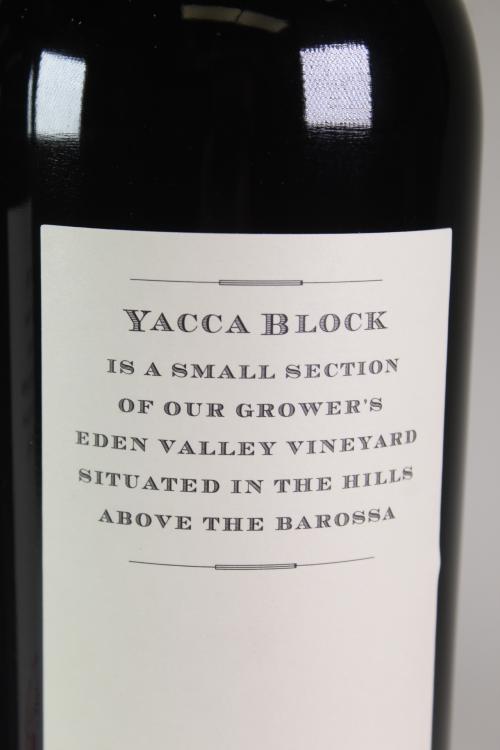 YACCA BLOCK
IS A SMALL SECTION
OF OUR GROWER'S
EDEN VALLEY VINEYARD
SITUATED IN THE HILLS
ABOVE THE BAROSSA